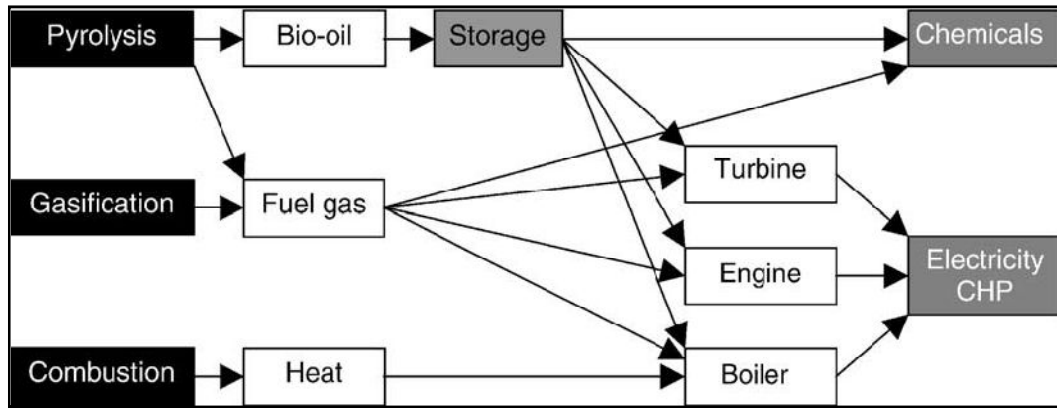 Pyrolysis
Bio-oil
Storage
Chemicals
Turbine
Gasification
Fuel gas
Engine
Electricity
CHP
Combustion
Heat
Boiler